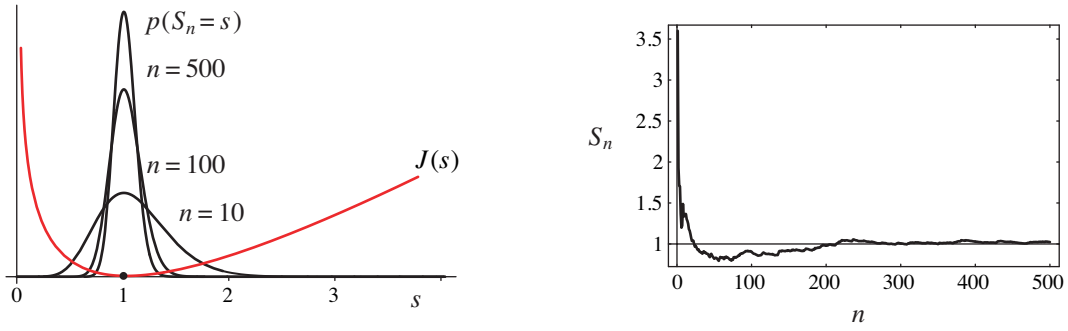 p(Sₙ = s)
n = 500
n = 100
n = 10
J(s)
0 1 2 3
s
3.5
3
2.5
2
1.5
1
Sₙ
0 100 200 300 400 500
n